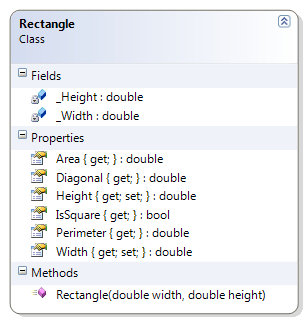 Rectangle
Class
Fields
_Height : double
_Width : double
Properties
Area { get; } : double
Diagonal { get; } : double
Height { get; set; } : double
IsSquare { get; } : bool
Perimeter { get; } : double
Width { get; set; } : double
Methods
Rectangle(double width, double height)